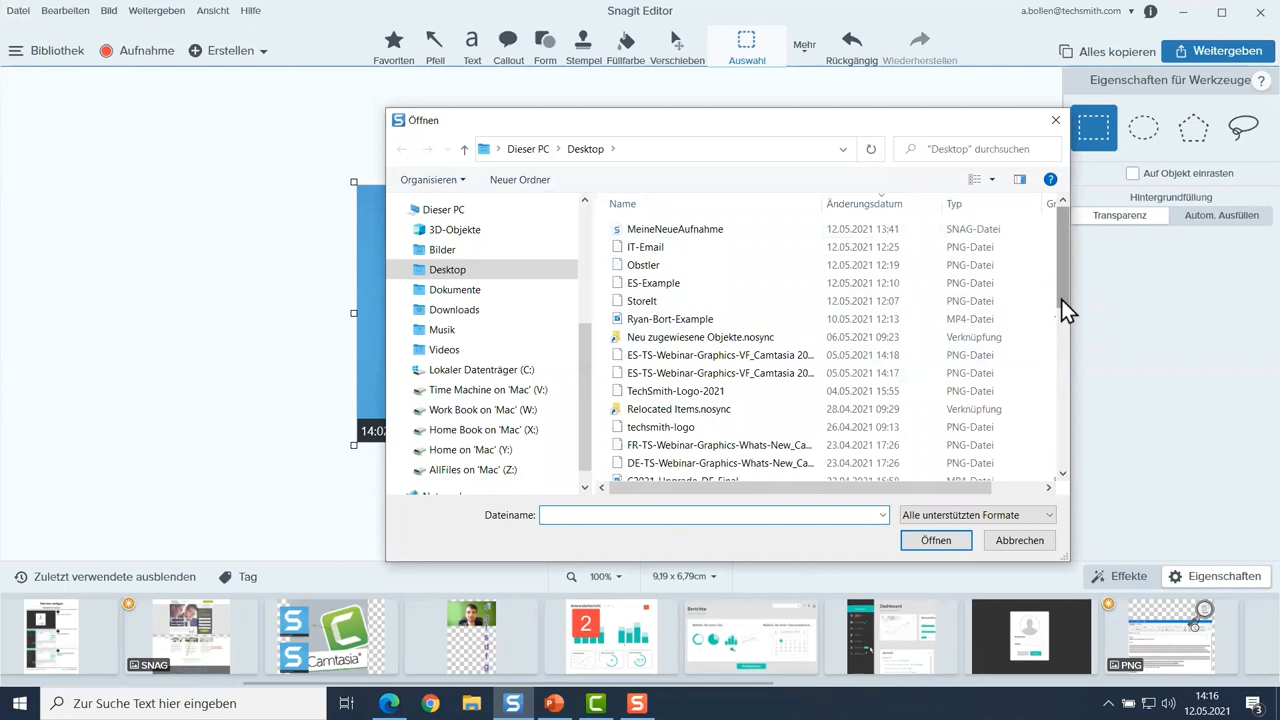 Datei Bearbeiten Bild Weitergeben Ansicht Hilfe Snagit Editor a.bollen@techsmith.com
Bibliothek Aufnahme Erstellen Favoriten Pfeil Text Callout Form Stempel Füllfarbe Verschieben Auswahl Mehr Rückgängig Wiederherstellen Alles kopieren Weitergeben
Eigenschaften für Werkzeuge ?
Auf Objekt einrasten
Hintergrundfüllung
Transparenz Autom. Ausfüllen
Öffnen
Dieser PC Desktop "Desktop" durchsuchen
Organisieren Neuer Ordner ?
Dieser PC
3D-Objekte
Bilder
Desktop
Dokumente
Downloads
Musik
Videos
Lokaler Datenträger (C:)
Time Machine on 'Mac' (V:)
Work Book on 'Mac' (W:)
Home Book on 'Mac' (X:)
Home on 'Mac' (Y:)
AllFiles on 'Mac' (Z:)
Name Änderungsdatum Typ Gr
MeineNeueAufnahme 12.05.2021 13:41 SNAG-Datei
IT-Email 12.05.2021 12:25 PNG-Datei
Obstler 12.05.2021 12:19 PNG-Datei
ES-Example 12.05.2021 12:10 PNG-Datei
StoreIt 12.05.2021 12:07 PNG-Datei
Ryan-Bort-Example 10.05.2021 12:13 MP4-Datei
Neu zugewiesene Objekte.nosync 06.05.2021 09:23 Verknüpfung
ES-TS-Webinar-Graphics-VF_Camtasia 20... 05.05.2021 14:18 PNG-Datei
ES-TS-Webinar-Graphics-VF_Camtasia 20... 05.05.2021 14:17 PNG-Datei
TechSmith-Logo-2021 04.05.2021 15:55 PNG-Datei
Relocated Items.nosync 28.04.2021 09:29 Verknüpfung
techsmith-logo 26.04.2021 09:13 PNG-Datei
FR-TS-Webinar-Graphics-Whats-New_Ca... 23.04.2021 17:26 PNG-Datei
DE-TS-Webinar-Graphics-Whats-New_Ca... 23.04.2021 17:26 PNG-Datei
Dateiname: Alle unterstützten Formate
Öffnen Abbrechen
Zuletzt verwendete ausblenden Tag 100% 9,19 x 6,79cm Effekte Eigenschaften
SNAG
S
S
C
Camtasia
2
Berichte
Dashboard
PNG
Zur Suche Text hier eingeben
14:16
12.05.2021
3